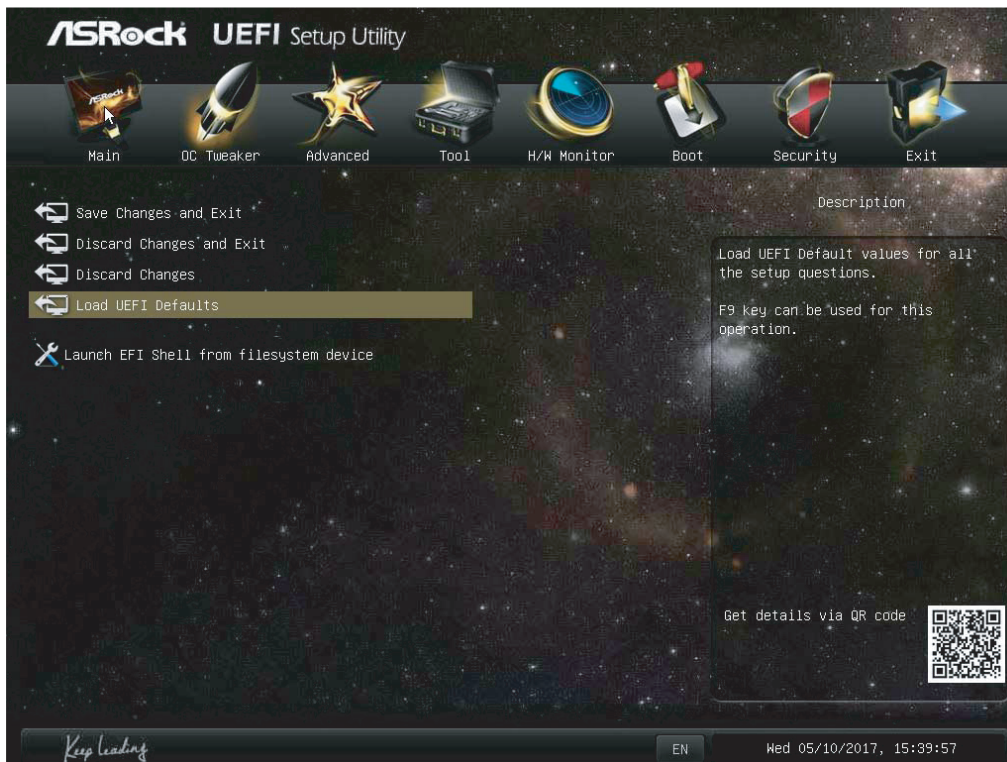 ASRock UEFI Setup Utility
ASRock
Main OC Tweaker Advanced Tool H/W Monitor Boot Security Exit
Save Changes and Exit
Discard Changes and Exit
Discard Changes
Load UEFI Defaults
Launch EFI Shell from filesystem device
Description
Load UEFI Default values for all
the setup questions.
F9 key can be used for this
operation.
Get details via QR code
Keep Leading
EN
Wed 05/10/2017, 15:39:57